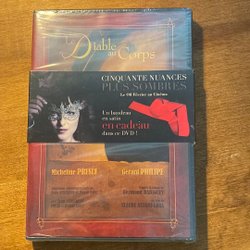 Diable
au Corps
CINQUANTE NUANCES
PLUS SOMBRES
Le 08 Février au Cinéma
Un bandeau
en satin
en cadeau
dans ce DVD !
Micheline PRESLE
Gérard PHILIPE